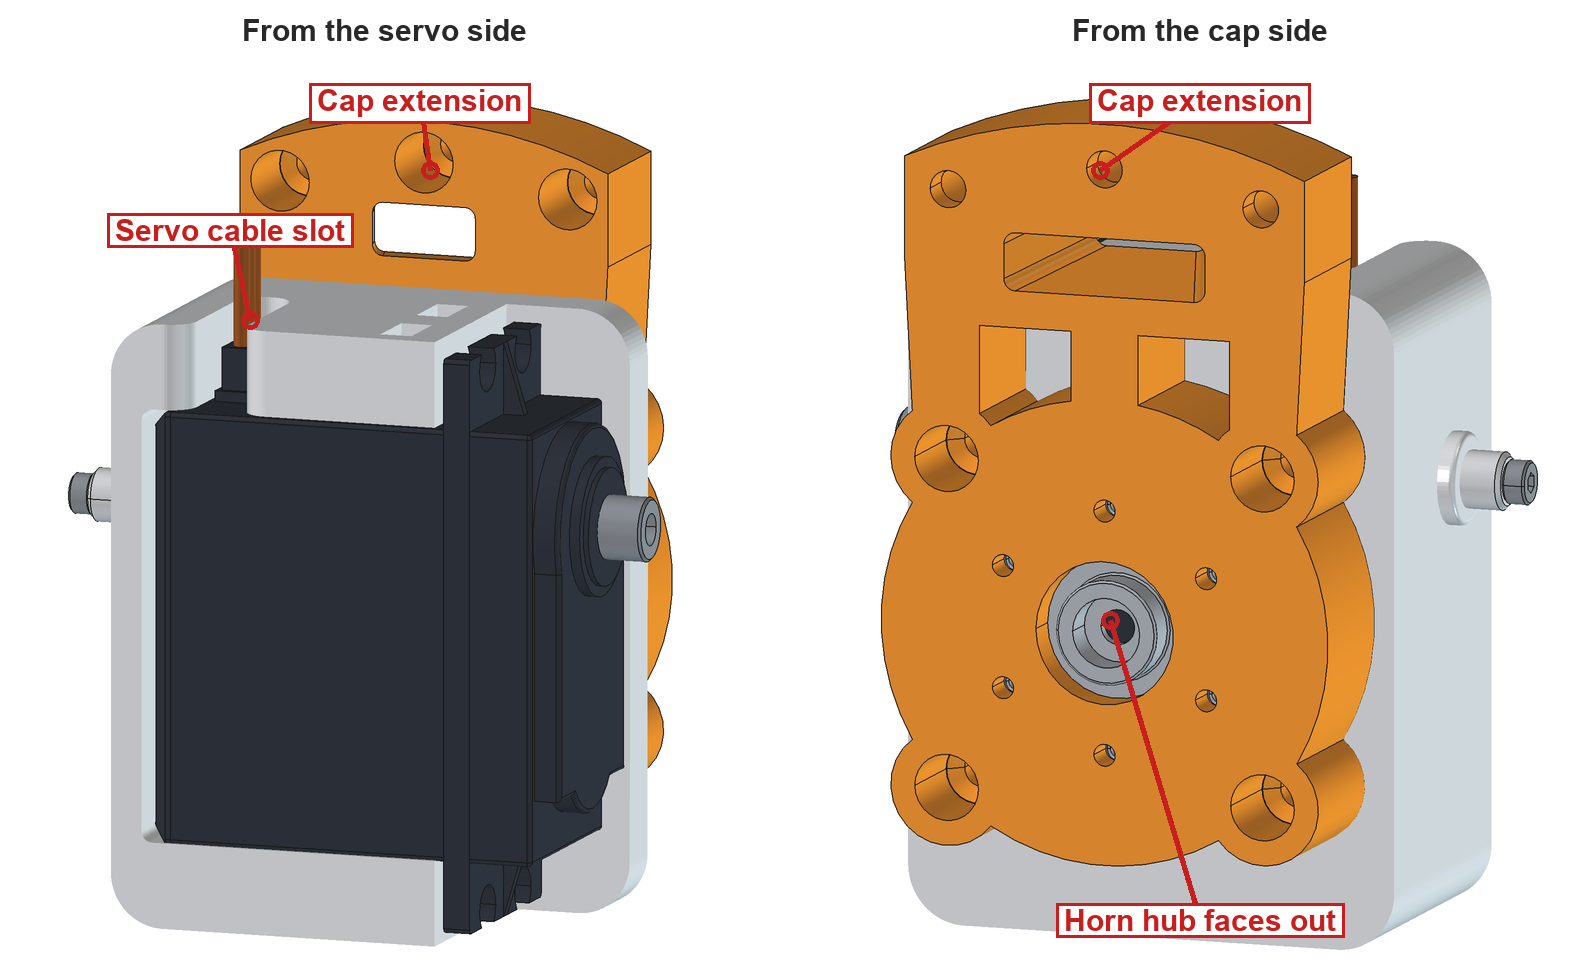 From the servo side
From the cap side
Cap extension
Cap extension
Servo cable slot
Horn hub faces out